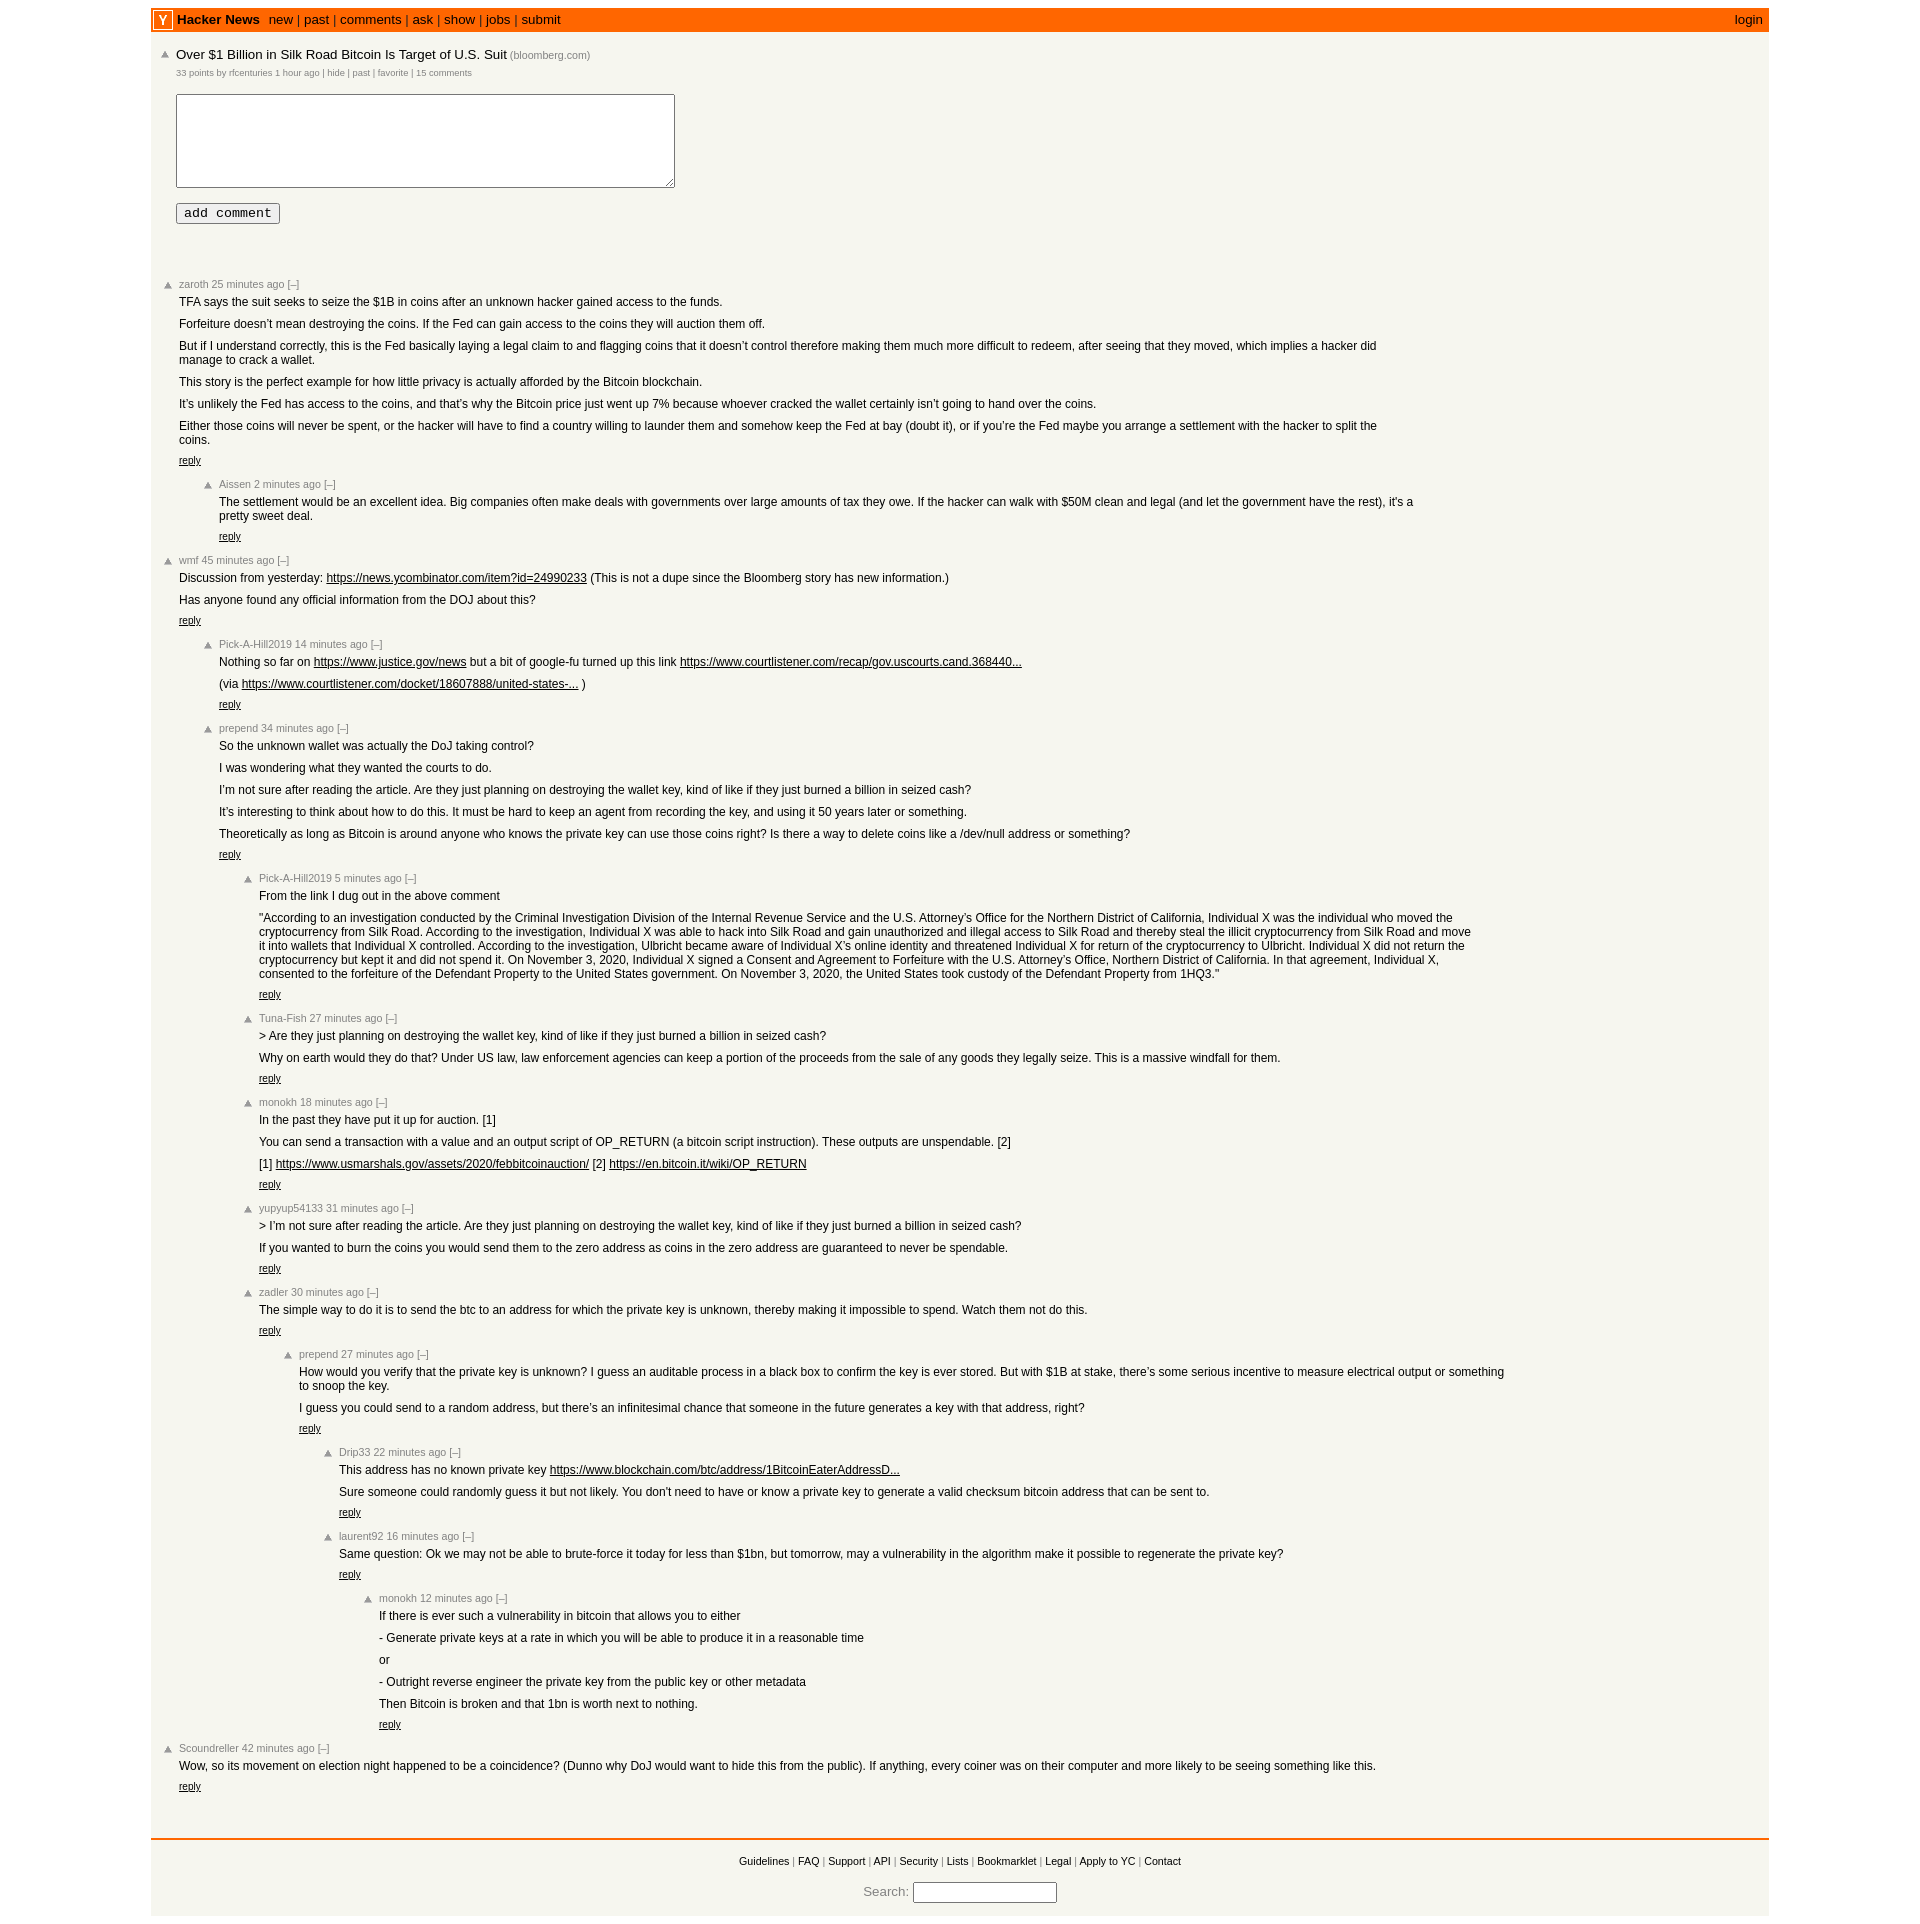 Y Hacker News new | past | comments | ask | show | jobs | submit login
Over $1 Billion in Silk Road Bitcoin Is Target of U.S. Suit (bloomberg.com)
33 points by rfcenturies 1 hour ago | hide | past | favorite | 15 comments
add comment
zaroth 25 minutes ago [–]
TFA says the suit seeks to seize the $1B in coins after an unknown hacker gained access to the funds.
Forfeiture doesn’t mean destroying the coins. If the Fed can gain access to the coins they will auction them off.
But if I understand correctly, this is the Fed basically laying a legal claim to and flagging coins that it doesn’t control therefore making them much more difficult to redeem, after seeing that they moved, which implies a hacker did
manage to crack a wallet.
This story is the perfect example for how little privacy is actually afforded by the Bitcoin blockchain.
It’s unlikely the Fed has access to the coins, and that’s why the Bitcoin price just went up 7% because whoever cracked the wallet certainly isn’t going to hand over the coins.
Either those coins will never be spent, or the hacker will have to find a country willing to launder them and somehow keep the Fed at bay (doubt it), or if you’re the Fed maybe you arrange a settlement with the hacker to split the
coins.
reply
Aissen 2 minutes ago [–]
The settlement would be an excellent idea. Big companies often make deals with governments over large amounts of tax they owe. If the hacker can walk with $50M clean and legal (and let the government have the rest), it's a
pretty sweet deal.
reply
wmf 45 minutes ago [–]
Discussion from yesterday: https://news.ycombinator.com/item?id=24990233 (This is not a dupe since the Bloomberg story has new information.)
Has anyone found any official information from the DOJ about this?
reply
Pick-A-Hill2019 14 minutes ago [–]
Nothing so far on https://www.justice.gov/news but a bit of google-fu turned up this link https://www.courtlistener.com/recap/gov.uscourts.cand.368440...
(via https://www.courtlistener.com/docket/18607888/united-states-... )
reply
prepend 34 minutes ago [–]
So the unknown wallet was actually the DoJ taking control?
I was wondering what they wanted the courts to do.
I’m not sure after reading the article. Are they just planning on destroying the wallet key, kind of like if they just burned a billion in seized cash?
It’s interesting to think about how to do this. It must be hard to keep an agent from recording the key, and using it 50 years later or something.
Theoretically as long as Bitcoin is around anyone who knows the private key can use those coins right? Is there a way to delete coins like a /dev/null address or something?
reply
Pick-A-Hill2019 5 minutes ago [–]
From the link I dug out in the above comment
"According to an investigation conducted by the Criminal Investigation Division of the Internal Revenue Service and the U.S. Attorney’s Office for the Northern District of California, Individual X was the individual who moved the
cryptocurrency from Silk Road. According to the investigation, Individual X was able to hack into Silk Road and gain unauthorized and illegal access to Silk Road and thereby steal the illicit cryptocurrency from Silk Road and move
it into wallets that Individual X controlled. According to the investigation, Ulbricht became aware of Individual X’s online identity and threatened Individual X for return of the cryptocurrency to Ulbricht. Individual X did not return the
cryptocurrency but kept it and did not spend it. On November 3, 2020, Individual X signed a Consent and Agreement to Forfeiture with the U.S. Attorney’s Office, Northern District of California. In that agreement, Individual X,
consented to the forfeiture of the Defendant Property to the United States government. On November 3, 2020, the United States took custody of the Defendant Property from 1HQ3."
reply
Tuna-Fish 27 minutes ago [–]
> Are they just planning on destroying the wallet key, kind of like if they just burned a billion in seized cash?
Why on earth would they do that? Under US law, law enforcement agencies can keep a portion of the proceeds from the sale of any goods they legally seize. This is a massive windfall for them.
reply
monokh 18 minutes ago [–]
In the past they have put it up for auction. [1]
You can send a transaction with a value and an output script of OP_RETURN (a bitcoin script instruction). These outputs are unspendable. [2]
[1] https://www.usmarshals.gov/assets/2020/febbitcoinauction/ [2] https://en.bitcoin.it/wiki/OP_RETURN
reply
yupyup54133 31 minutes ago [–]
> I’m not sure after reading the article. Are they just planning on destroying the wallet key, kind of like if they just burned a billion in seized cash?
If you wanted to burn the coins you would send them to the zero address as coins in the zero address are guaranteed to never be spendable.
reply
zadler 30 minutes ago [–]
The simple way to do it is to send the btc to an address for which the private key is unknown, thereby making it impossible to spend. Watch them not do this.
reply
prepend 27 minutes ago [–]
How would you verify that the private key is unknown? I guess an auditable process in a black box to confirm the key is ever stored. But with $1B at stake, there’s some serious incentive to measure electrical output or something
to snoop the key.
I guess you could send to a random address, but there’s an infinitesimal chance that someone in the future generates a key with that address, right?
reply
Drip33 22 minutes ago [–]
This address has no known private key https://www.blockchain.com/btc/address/1BitcoinEaterAddressD...
Sure someone could randomly guess it but not likely. You don't need to have or know a private key to generate a valid checksum bitcoin address that can be sent to.
reply
laurent92 16 minutes ago [–]
Same question: Ok we may not be able to brute-force it today for less than $1bn, but tomorrow, may a vulnerability in the algorithm make it possible to regenerate the private key?
reply
monokh 12 minutes ago [–]
If there is ever such a vulnerability in bitcoin that allows you to either
- Generate private keys at a rate in which you will be able to produce it in a reasonable time
or
- Outright reverse engineer the private key from the public key or other metadata
Then Bitcoin is broken and that 1bn is worth next to nothing.
reply
Scoundreller 42 minutes ago [–]
Wow, so its movement on election night happened to be a coincidence? (Dunno why DoJ would want to hide this from the public). If anything, every coiner was on their computer and more likely to be seeing something like this.
reply
Guidelines | FAQ | Support | API | Security | Lists | Bookmarklet | Legal | Apply to YC | Contact
Search: